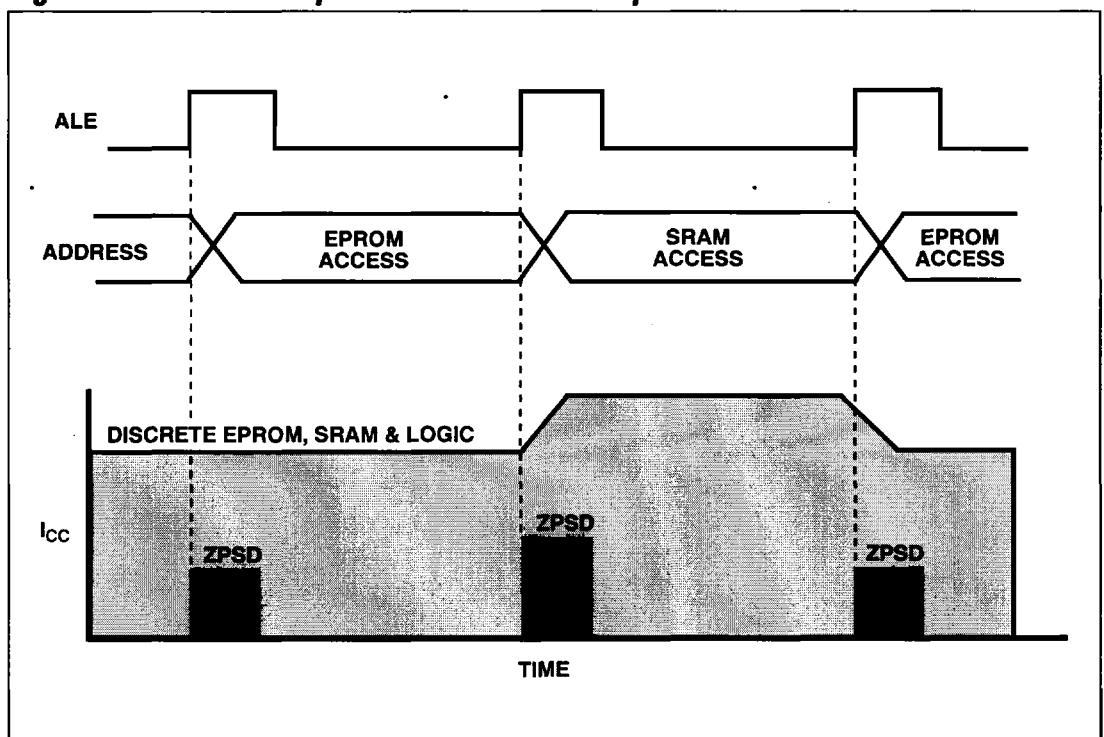 ALE
ADDRESS
EPROM
ACCESS
SRAM
ACCESS
EPROM
ACCESS
DISCRETE EPROM, SRAM & LOGIC
ICC
ZPSD
ZPSD
ZPSD
TIME